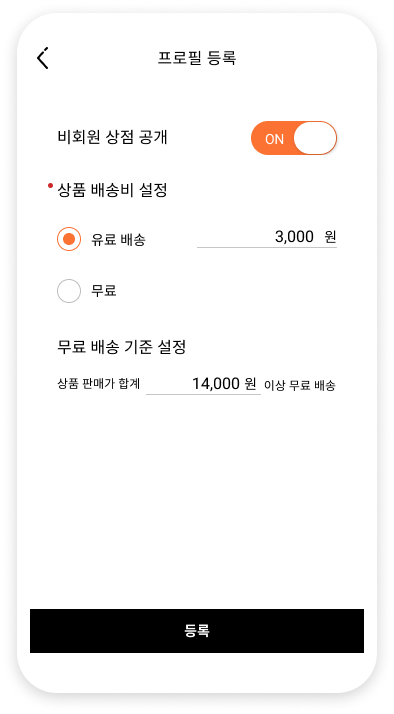 프로필 등록
비회원 상점 공개 ON
상품 배송비 설정
유료 배송 3,000 원
무료
무료 배송 기준 설정
상품 판매가 합계 14,000 원 이상 무료 배송
등록